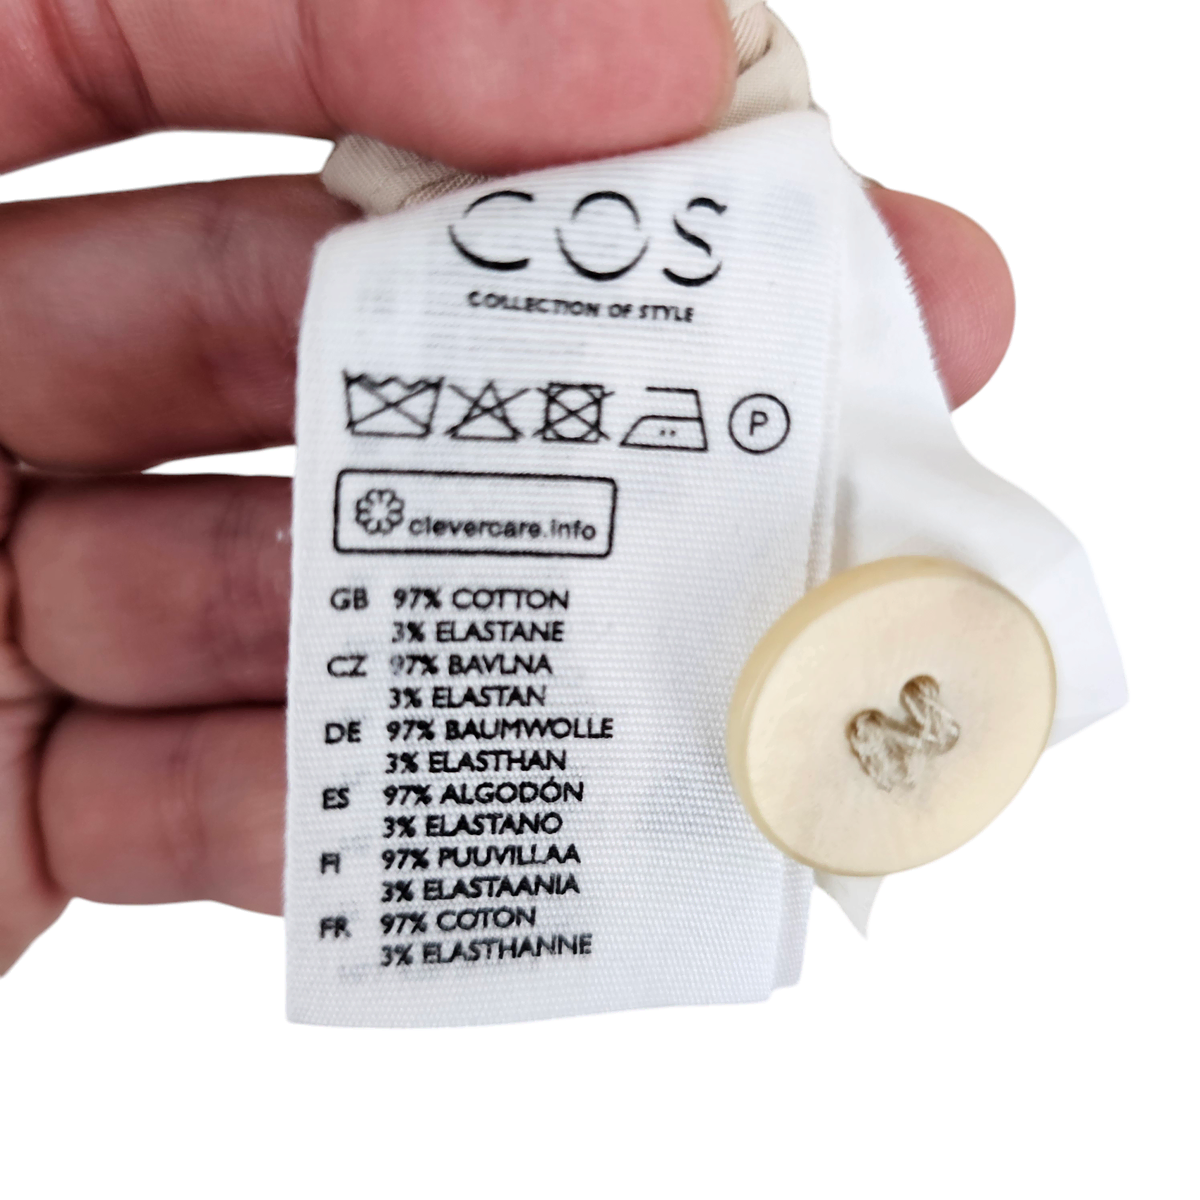 COS
COLLECTION OF STYLE
P
clevercare.info
GB 97% COTTON
3% ELASTANE
CZ 97% BAVLNA
3% ELASTAN
DE 97% BAUMWOLLE
3% ELASTHAN
ES 97% ALGODÓN
3% ELASTANO
FI 97% PUUVILLAA
3% ELASTAANIA
FR 97% COTON
3% ELASTHANNE